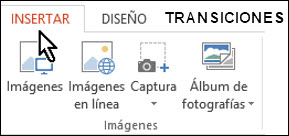 INSERTAR DISEÑO TRANSICIONES
Imágenes Imágenes Captura Álbum de
en línea fotografías
Imágenes